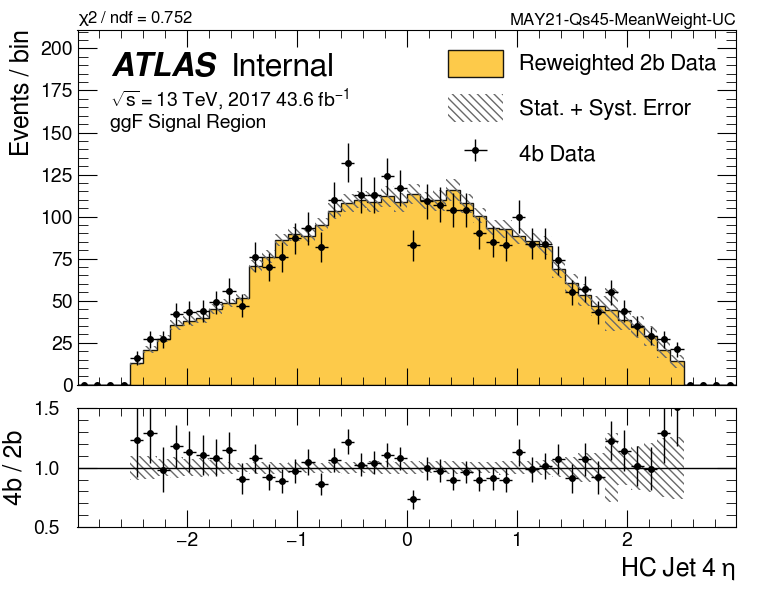 χ2 / ndf = 0.752
MAY21-Qs45-MeanWeight-UC
ATLAS Internal
√s = 13 TeV, 2017 43.6 fb−1
ggF Signal Region
Reweighted 2b Data
Stat. + Syst. Error
4b Data
Events / bin
200
175
150
125
100
75
50
25
0
4b / 2b
1.5
1.0
0.5
−2
−1
0
1
2
HC Jet 4 η